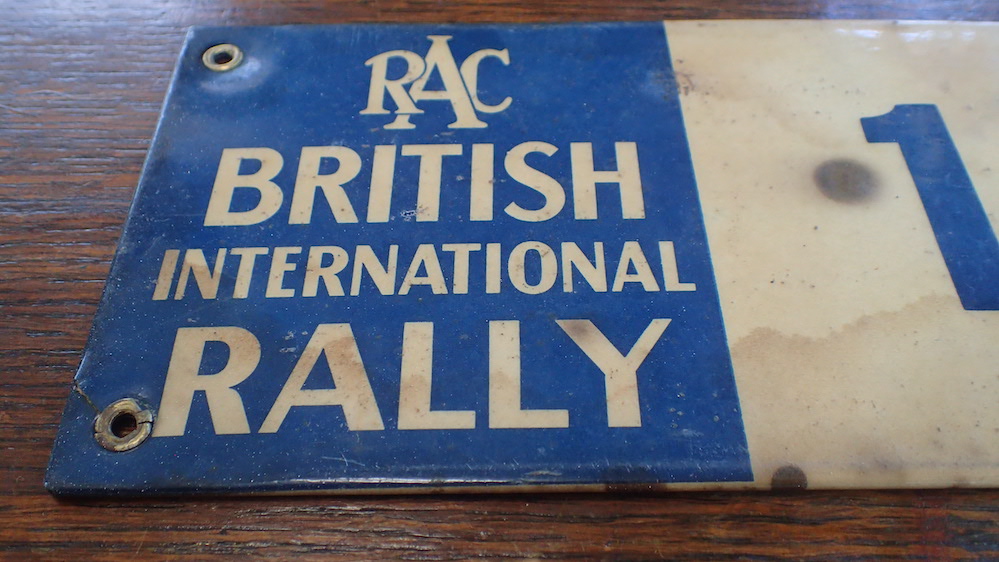 RAC
BRITISH
INTERNATIONAL
RALLY
1